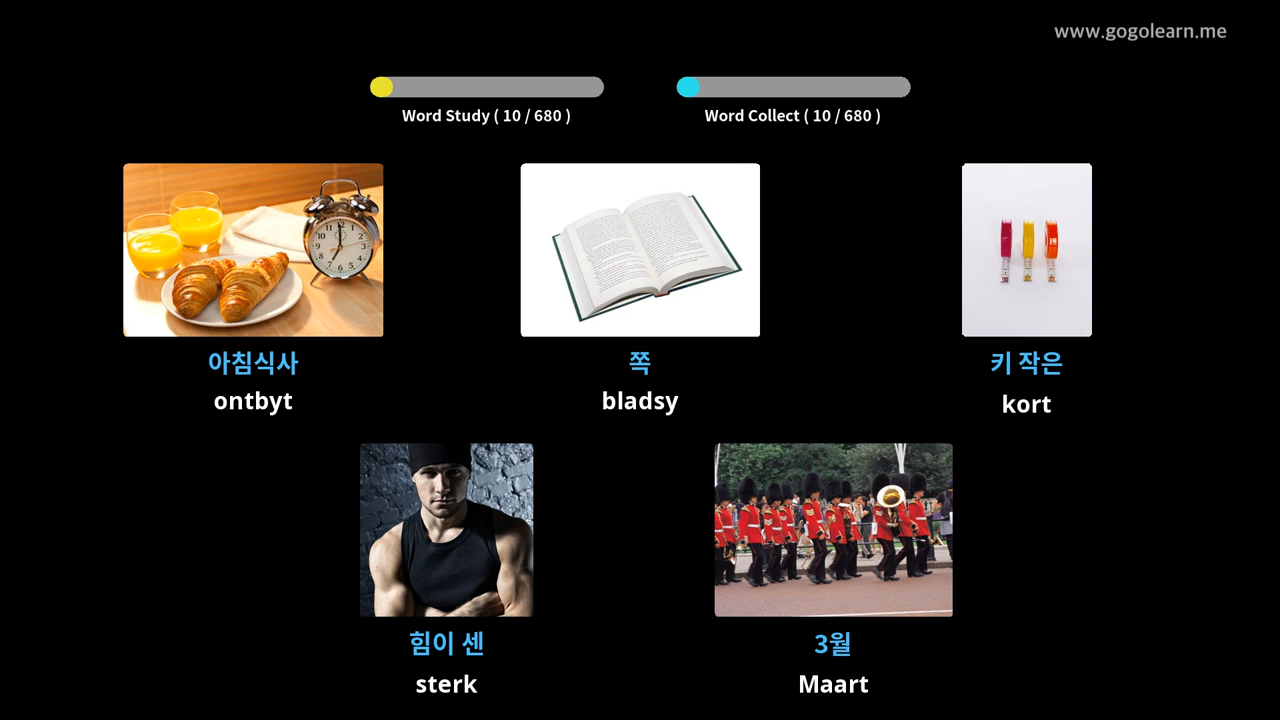 www.gogolearn.me
Word Study ( 10 / 680 )
Word Collect ( 10 / 680 )
아침식사
ontbyt
쪽
bladsy
키 작은
kort
힘이 센
sterk
3월
Maart